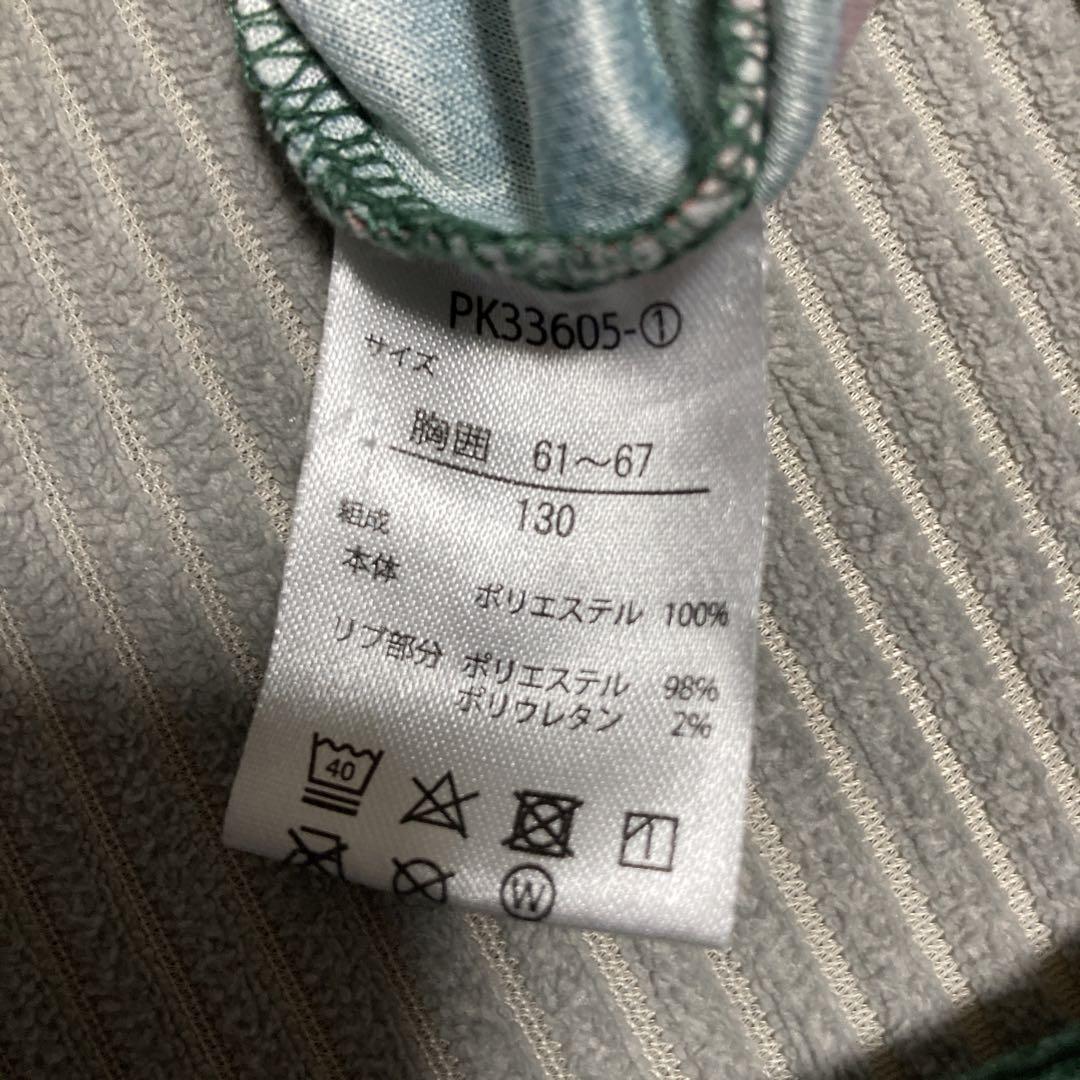 PK33605-①
サイズ
胸囲 61〜67
130
組成
本体
ポリエステル 100%
リブ部分 ポリエステル 98%
ポリウレタン 2%
40
W